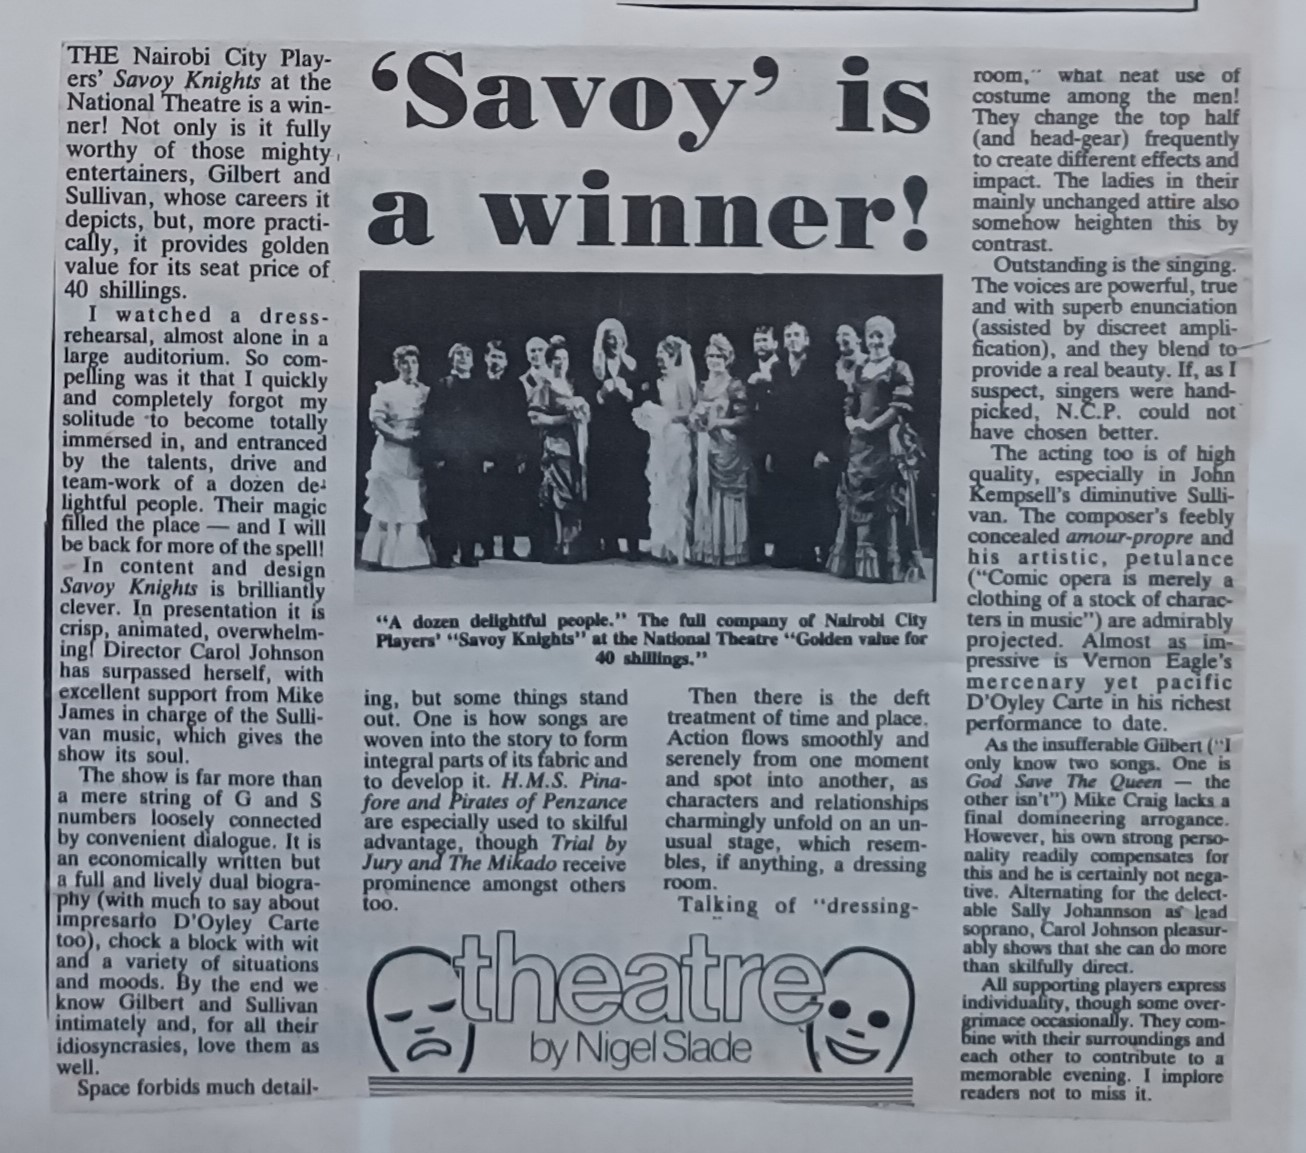 THE Nairobi City Play-
ers' Savoy Knights at the
National Theatre is a win-
ner! Not only is it fully
worthy of those mighty
entertainers, Gilbert and
Sullivan, whose careers it
depicts, but, more practi-
cally, it provides golden
value for its seat price of
40 shillings.
I watched a dress-
rehearsal, almost alone in a
large auditorium. So com-
pelling was it that I quickly
and completely forgot my
solitude to become totally
immersed in, and entranced
by the talents, drive and
team-work of a dozen de-
lightful people. Their magic
filled the place — and I will
be back for more of the spell!
In content and design
Savoy Knights is brilliantly
clever. In presentation it is
crisp, animated, overwhelm-
ing! Director Carol Johnson
has surpassed herself, with
excellent support from Mike
James in charge of the Sulli-
van music, which gives the
show its soul.
The show is far more than
a mere string of G and S
numbers loosely connected
by convenient dialogue. It is
an economically written but
a full and lively dual biogra-
phy (with much to say about
impresario D'Oyley Carte
too), chock a block with wit
and a variety of situations
and moods. By the end we
know Gilbert and Sullivan
intimately and, for all their
idiosyncrasies, love them as
well.
Space forbids much detail-
'Savoy' is
a winner!
"A dozen delightful people." The full company of Nairobi City
Players' "Savoy Knights" at the National Theatre "Golden value for
40 shillings."
ing, but some things stand
out. One is how songs are
woven into the story to form
integral parts of its fabric and
to develop it. H.M.S. Pina-
fore and Pirates of Penzance
are especially used to skilful
advantage, though Trial by
Jury and The Mikado receive
prominence amongst others
too.
Then there is the deft
treatment of time and place.
Action flows smoothly and
serenely from one moment
and spot into another, as
characters and relationships
charmingly unfold on an un-
usual stage, which resem-
bles, if anything, a dressing
room.
Talking of "dressing-
theatre
by Nigel Slade
room," what neat use of
costume among the men!
They change the top half
(and head-gear) frequently
to create different effects and
impact. The ladies in their
mainly unchanged attire also
somehow heighten this by
contrast.
Outstanding is the singing.
The voices are powerful, true
and with superb enunciation
(assisted by discreet ampli-
fication), and they blend to
provide a real beauty. If, as I
suspect, singers were hand-
picked, N.C.P. could not
have chosen better.
The acting too is of high
quality, especially in John
Kempsell's diminutive Sulli-
van. The composer's feebly
concealed amour-propre and
his artistic, petulance
("Comic opera is merely a
clothing of a stock of charac-
ters in music") are admirably
projected. Almost as im-
pressive is Vernon Eagle's
mercenary yet pacific
D'Oyley Carte in his richest
performance to date.
As the insufferable Gilbert ("I
only know two songs. One is
God Save The Queen — the
other isn't") Mike Craig lacks a
final domineering arrogance.
However, his own strong perso-
nality readily compensates for
this and he is certainly not nega-
tive. Alternating for the delect-
able Sally Johannson as lead
soprano, Carol Johnson pleasur-
ably shows that she can do more
than skilfully direct.
All supporting players express
individuality, though some over-
grimace occasionally. They com-
bine with their surroundings and
each other to contribute to a
memorable evening. I implore
readers not to miss it.